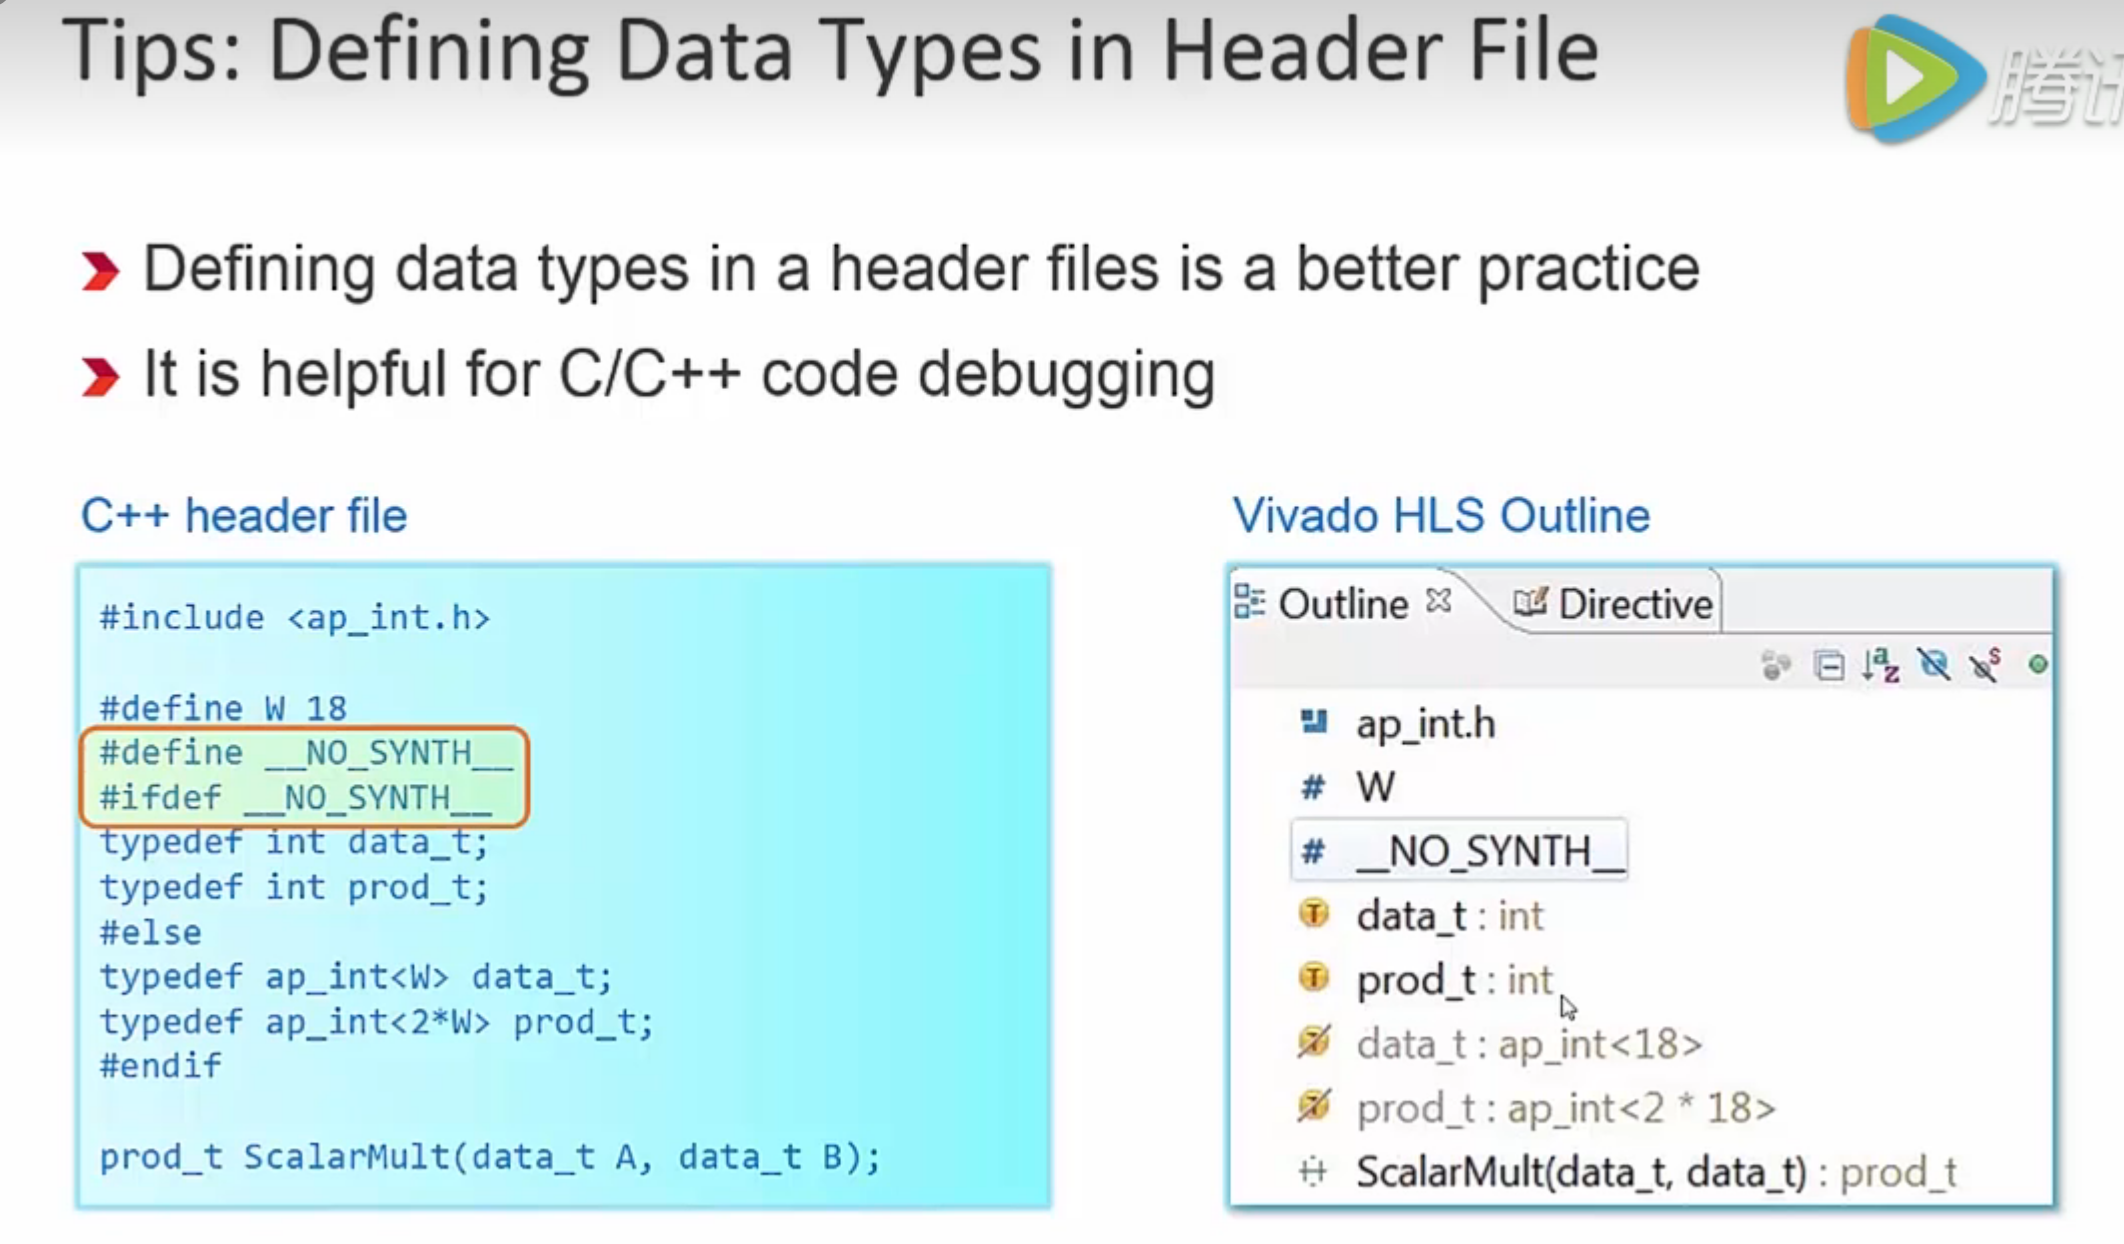 Tips: Defining Data Types in Header File
腾讯
Defining data types in a header files is a better practice
It is helpful for C/C++ code debugging
C++ header file
#include <ap_int.h>
#define W 18
#define __NO_SYNTH__
#ifdef __NO_SYNTH__
typedef int data_t;
typedef int prod_t;
#else
typedef ap_int<W> data_t;
typedef ap_int<2*W> prod_t;
#endif
prod_t ScalarMult(data_t A, data_t B);
Vivado HLS Outline
Outline Directive
ap_int.h
# W
# __NO_SYNTH__
data_t : int
prod_t : int
data_t : ap_int<18>
prod_t : ap_int<2 * 18>
ScalarMult(data_t, data_t) : prod_t